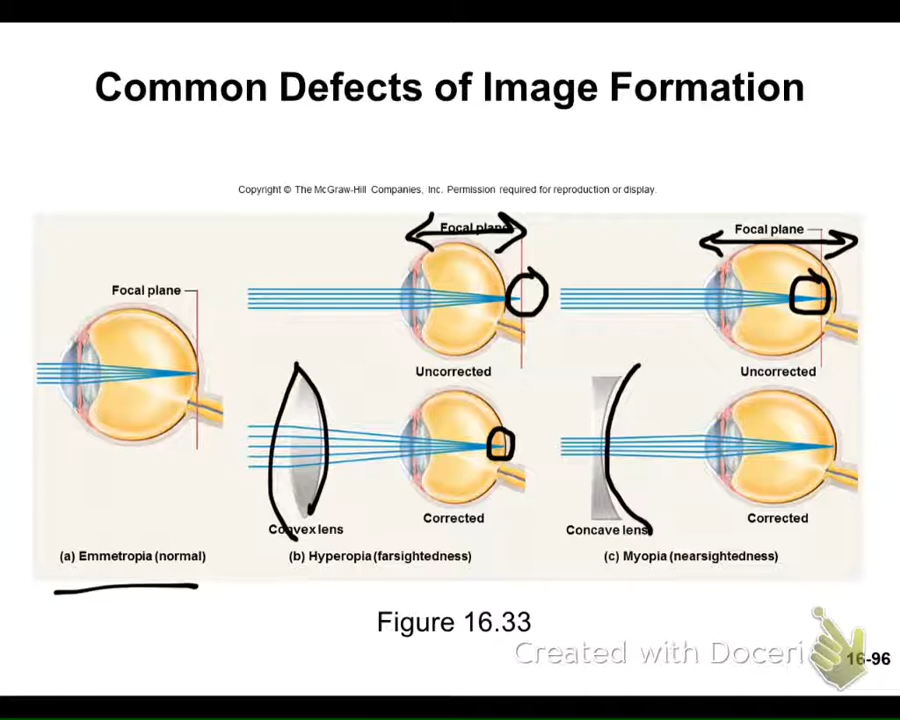 Common Defects of Image Formation
Copyright © The McGraw-Hill Companies, Inc. Permission required for reproduction or display.
Focal plane
Focal plane
Focal plane
Uncorrected
Uncorrected
Convex lens
Corrected
Concave lens
Corrected
(a) Emmetropia (normal)
(b) Hyperopia (farsightedness)
(c) Myopia (nearsightedness)
Figure 16.33
Created with Doceri
16-96